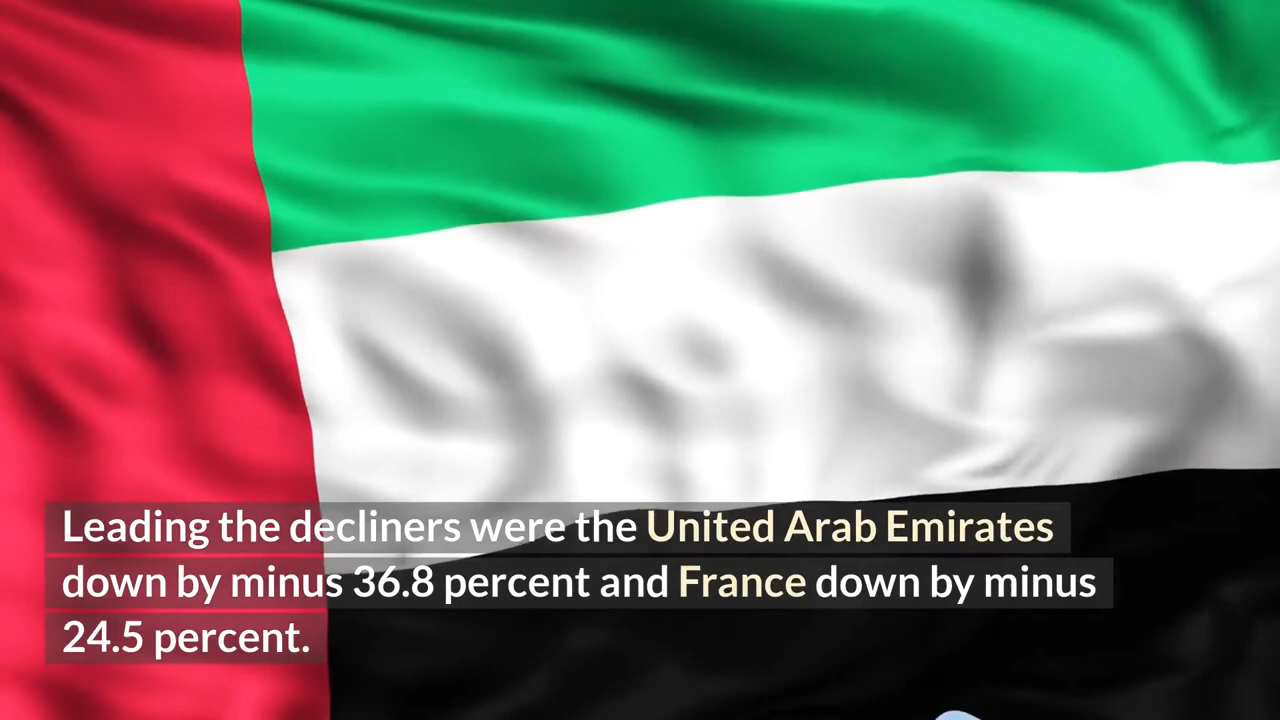 Leading the decliners were the United Arab Emirates
down by minus 36.8 percent and France down by minus
24.5 percent.